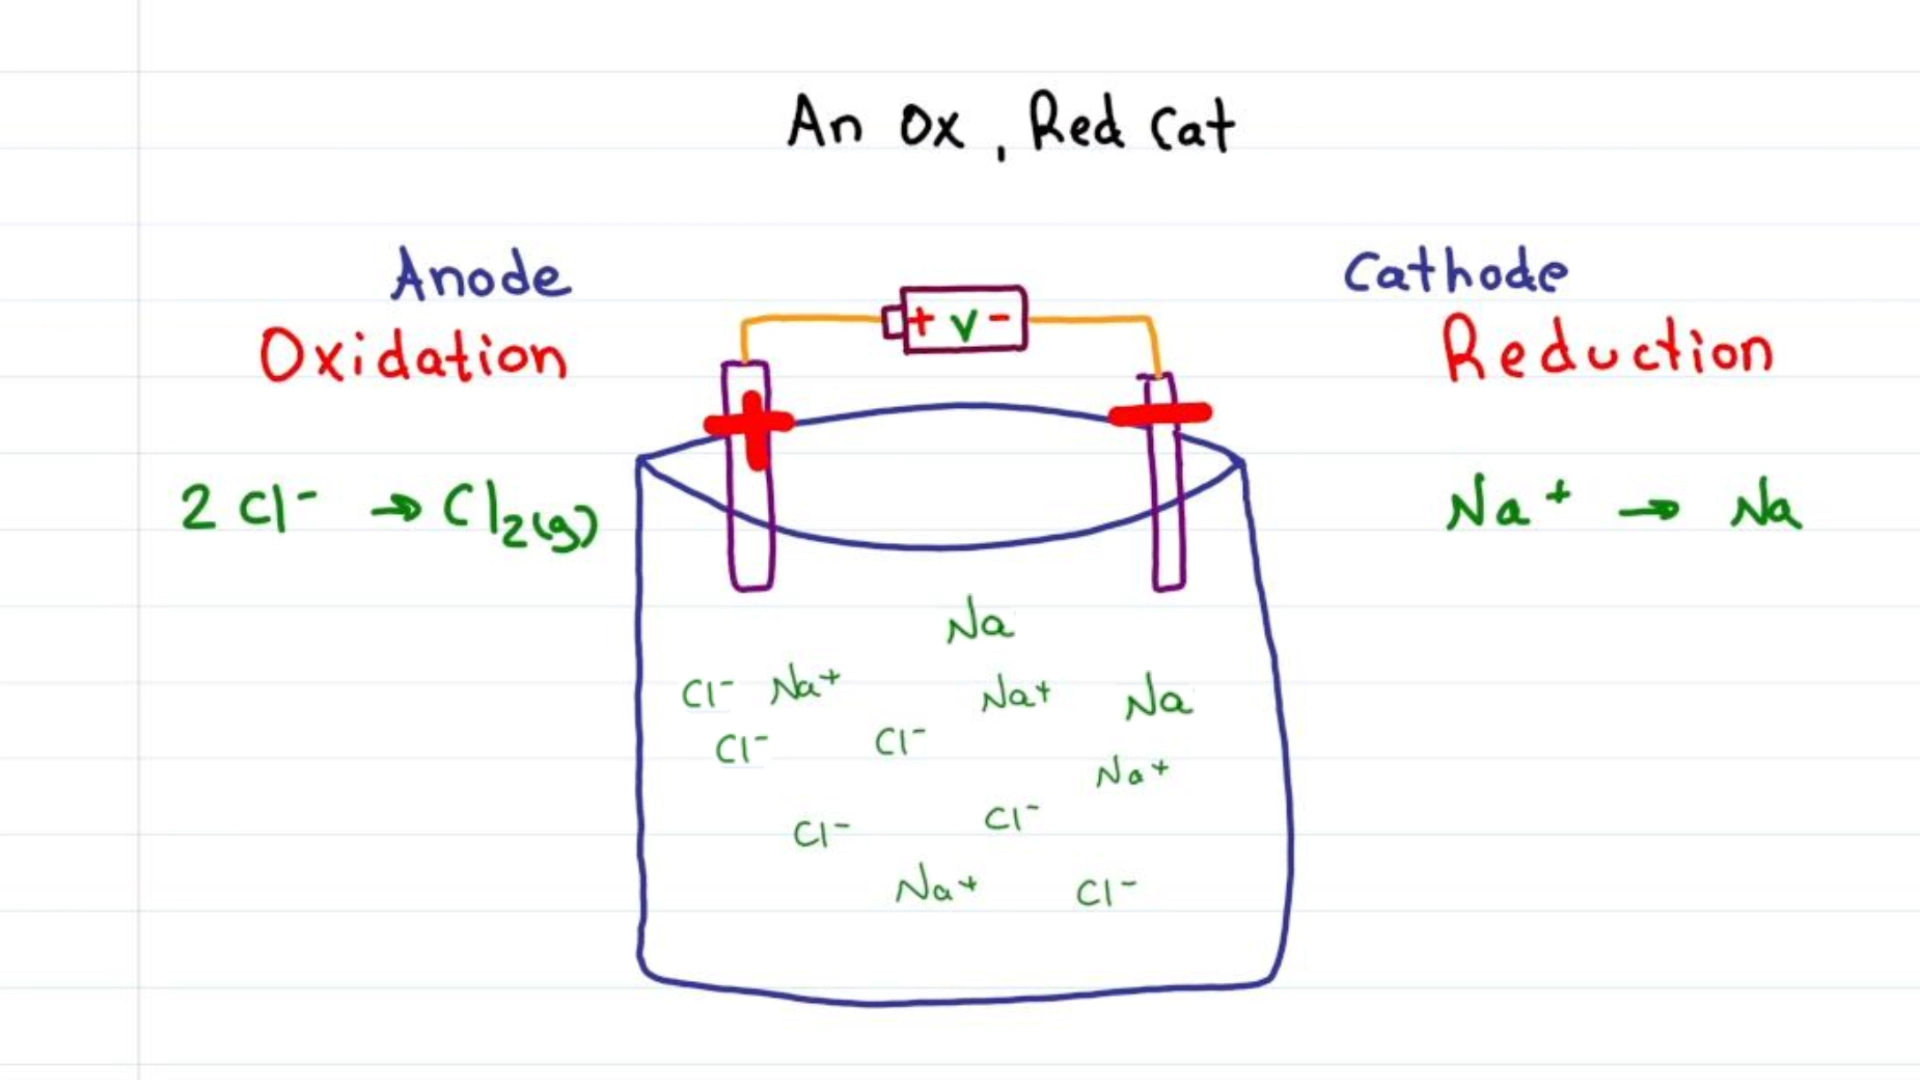 An Ox, Red Cat
Anode
Cathode
+ V -
Oxidation
Reduction
+
-
2 Cl⁻ → Cl₂(g)
Na⁺ → Na
Na
Cl⁻ Na⁺ Na⁺ Na
Cl⁻ Cl⁻
Na⁺
Cl⁻ Cl⁻
Na⁺ Cl⁻